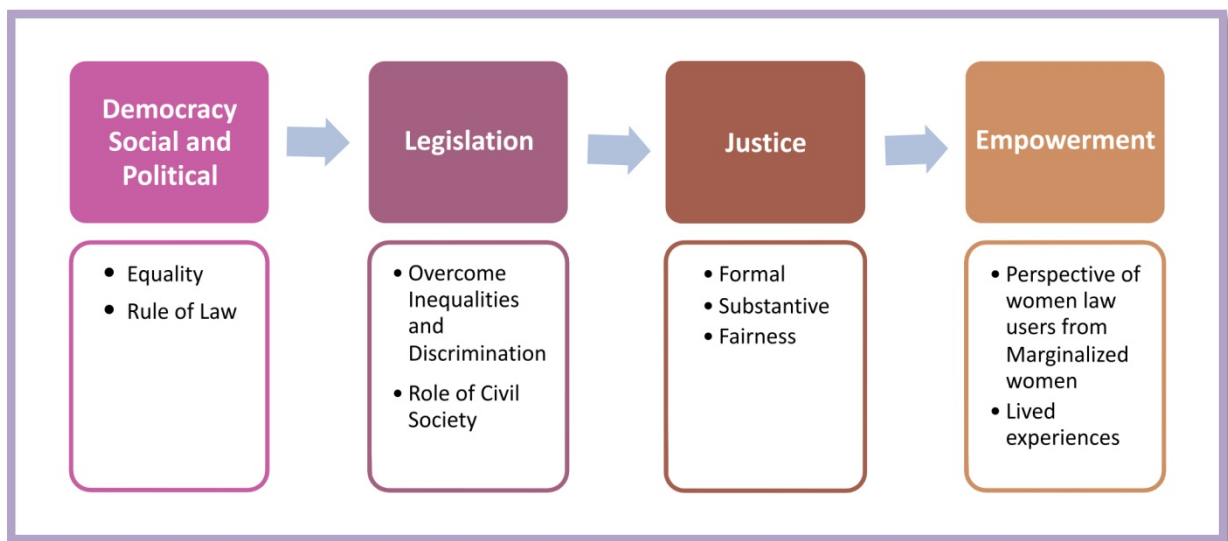 Democracy
Social and
Political
• Equality
• Rule of Law
Legislation
• Overcome
Inequalities
and
Discrimination
• Role of Civil
Society
Justice
• Formal
• Substantive
• Fairness
Empowerment
• Perspective of
women law
users from
Marginalized
women
• Lived
experiences